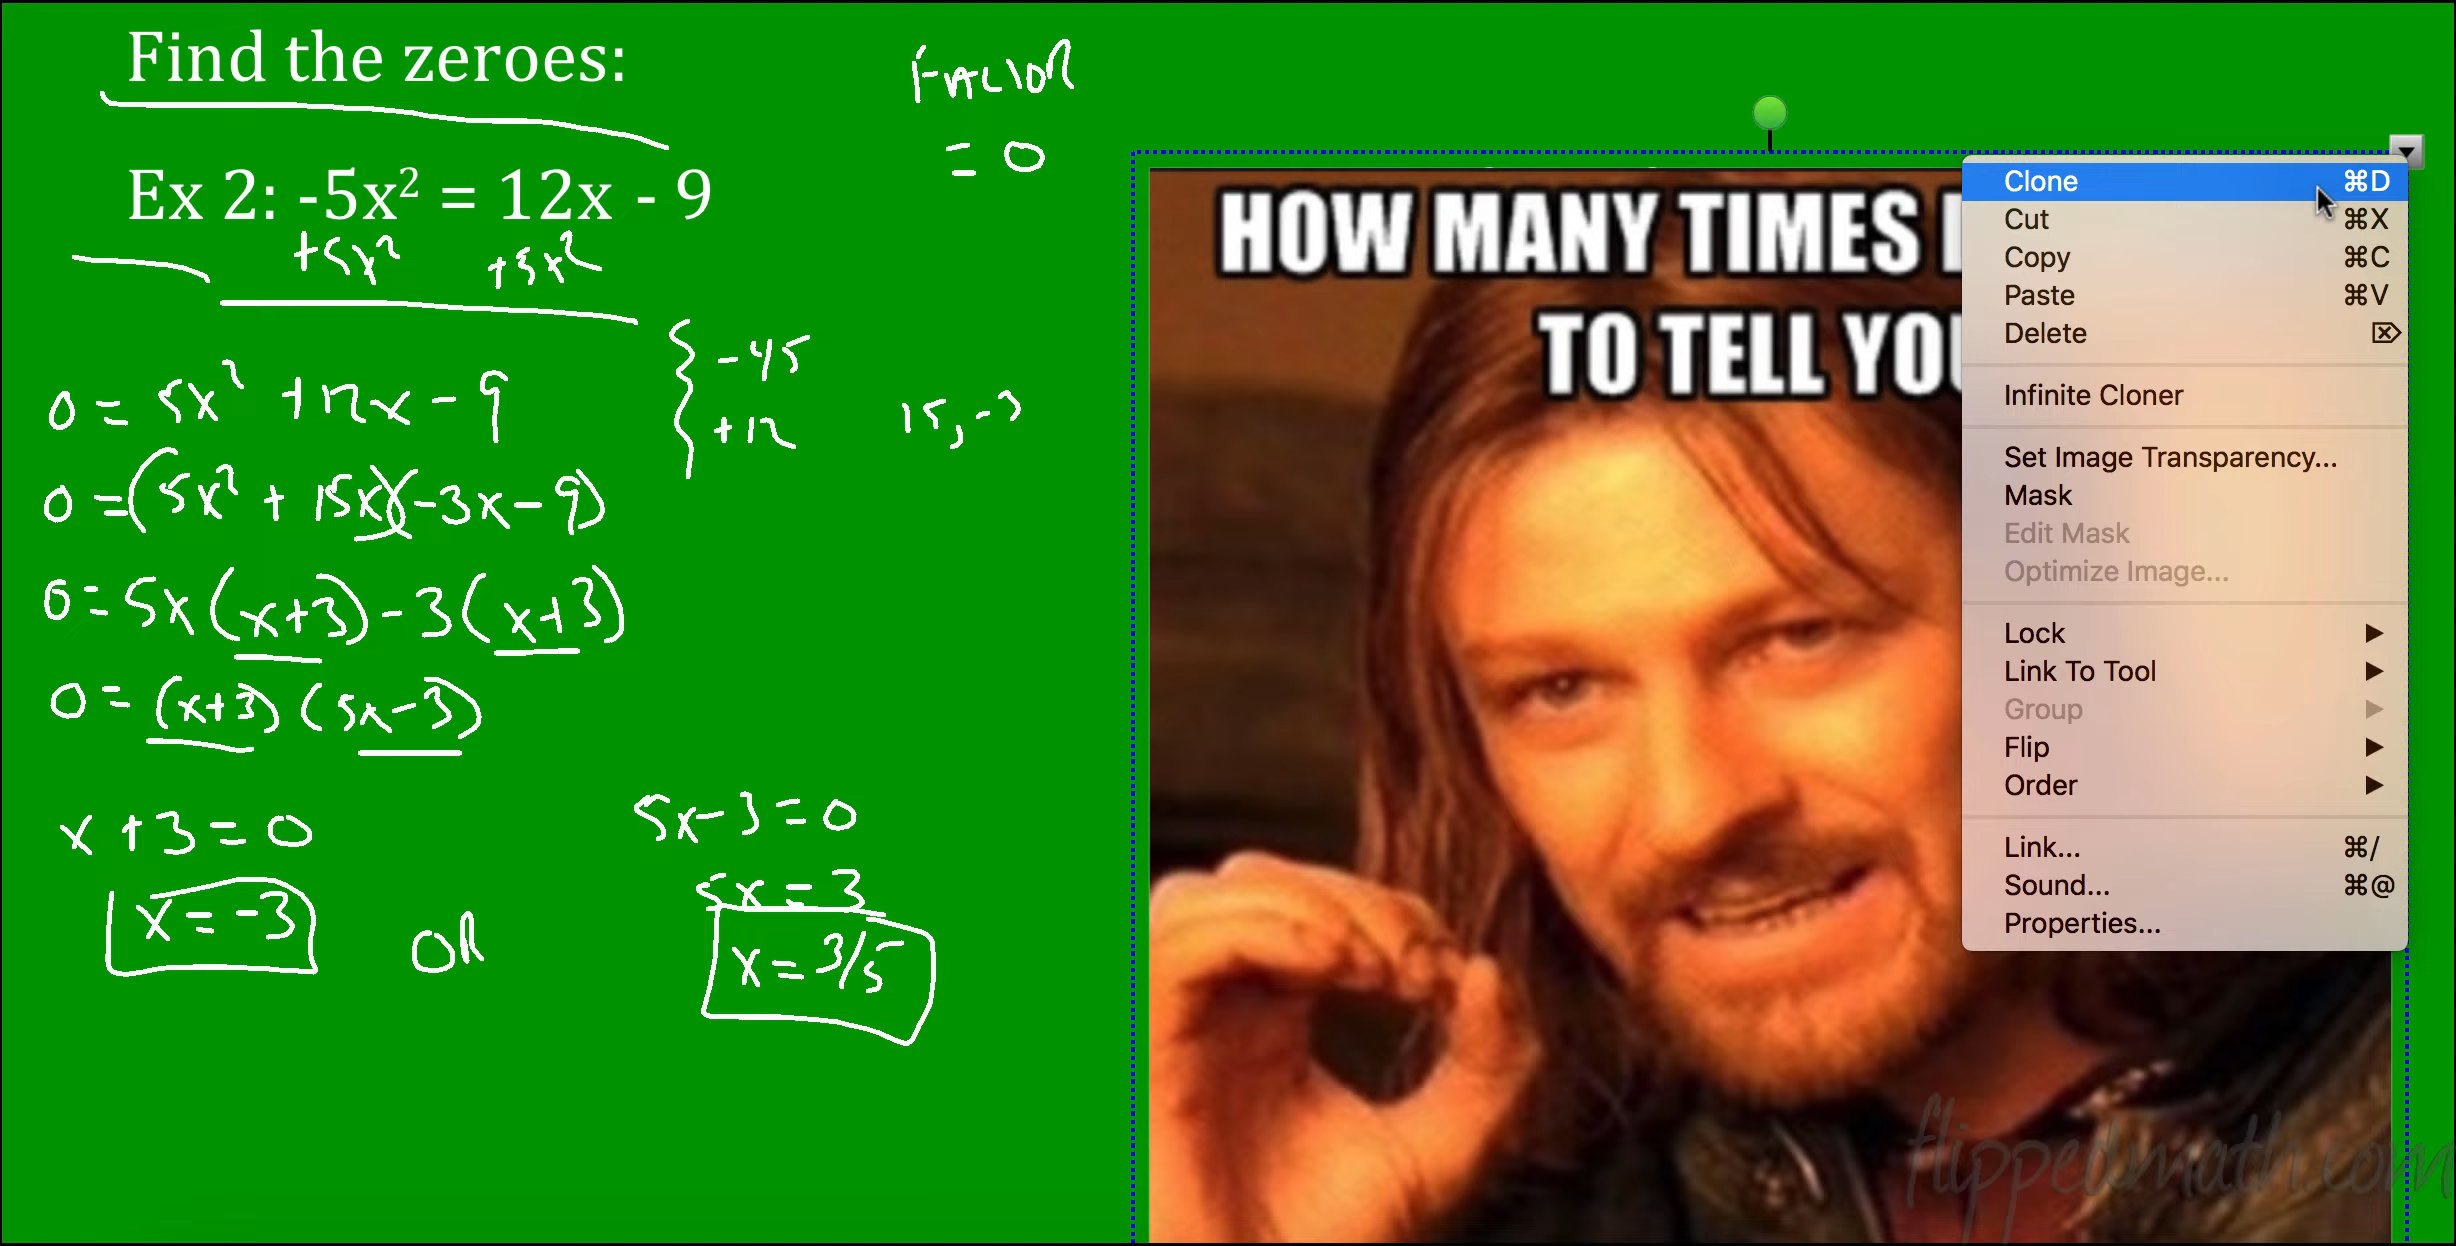 Find the zeroes:
FACTOR
= 0
Ex 2: -5x² = 12x - 9
+5x² +5x²
0 = 5x² + 12x - 9
{ -45
+12
15, -3
0 = (5x² + 15x)(-3x - 9)
0 = 5x(x+3) - 3(x+3)
0 = (x+3)(5x-3)
x + 3 = 0
x = -3
OR
5x - 3 = 0
5x = 3
x = 3/5
HOW MANY TIMES
TO TELL YOU
Clone ⌘D
Cut ⌘X
Copy ⌘C
Paste ⌘V
Delete ⌦
Infinite Cloner
Set Image Transparency...
Mask
Edit Mask
Optimize Image...
Lock ▶
Link To Tool ▶
Group ▶
Flip ▶
Order ▶
Link... ⌘/
Sound... ⌘@
Properties...
flippedmath.com